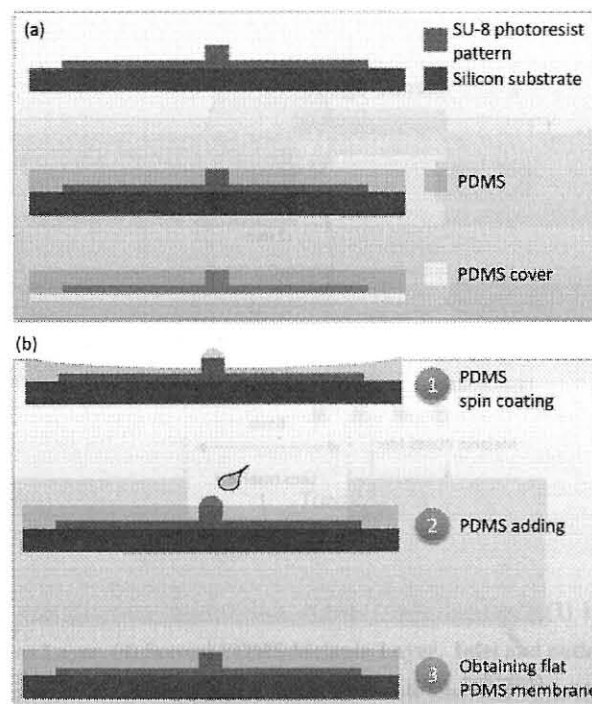 (a)
SU-8 photoresist
pattern
Silicon substrate
PDMS
PDMS cover
(b)
1 PDMS
spin coating
2 PDMS adding
3 Obtaining flat
PDMS membrane